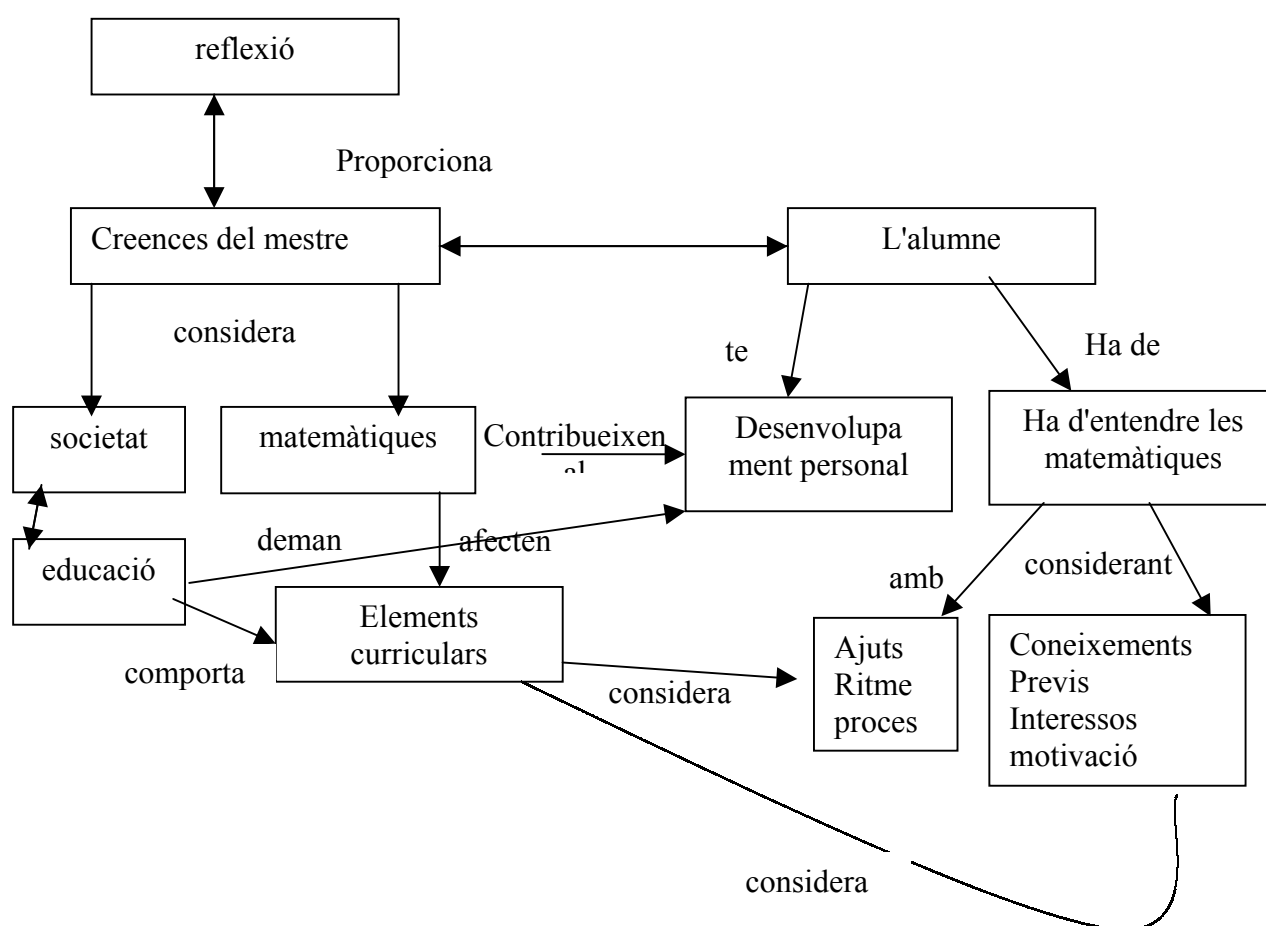 reflexió
Proporciona
Creences del mestre
L'alumne
considera
te
Ha de
societat
matemàtiques
Contribueixen
al
Desenvolupa
ment personal
Ha d'entendre les
matemàtiques
deman
afecten
educació
amb
considerant
Elements
curriculars
comporta
considera
Ajuts
Ritme
proces
Coneixements
Previs
Interessos
motivació
considera